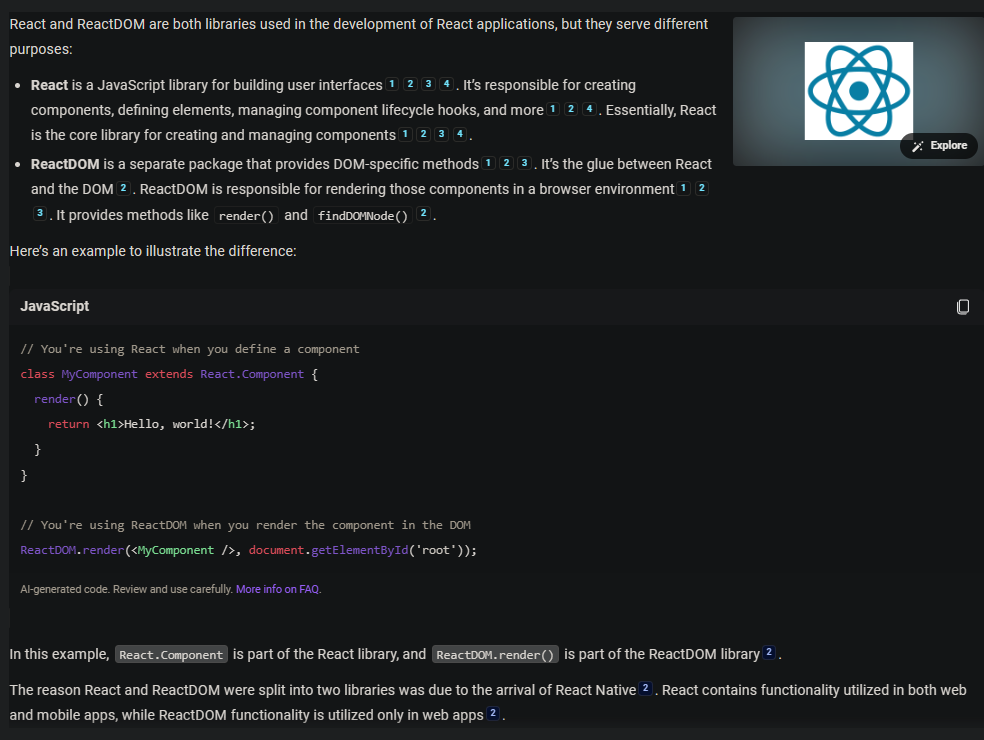 React and ReactDOM are both libraries used in the development of React applications, but they serve different
purposes:
Explore
• React is a JavaScript library for building user interfaces 1 2 3 4 . It’s responsible for creating
components, defining elements, managing component lifecycle hooks, and more 1 2 4 . Essentially, React
is the core library for creating and managing components 1 2 3 4 .
• ReactDOM is a separate package that provides DOM-specific methods 1 2 3 . It’s the glue between React
and the DOM 2 . ReactDOM is responsible for rendering those components in a browser environment 1 2
3 . It provides methods like render() and findDOMNode() 2 .
Here’s an example to illustrate the difference:
JavaScript
// You're using React when you define a component
class MyComponent extends React.Component {
  render() {
    return <h1>Hello, world!</h1>;
  }
}
// You're using ReactDOM when you render the component in the DOM
ReactDOM.render(<MyComponent />, document.getElementById('root'));
AI-generated code. Review and use carefully. More info on FAQ.
In this example, React.Component is part of the React library, and ReactDOM.render() is part of the ReactDOM library 2 .
The reason React and ReactDOM were split into two libraries was due to the arrival of React Native 2 . React contains functionality utilized in both web
and mobile apps, while ReactDOM functionality is utilized only in web apps 2 .